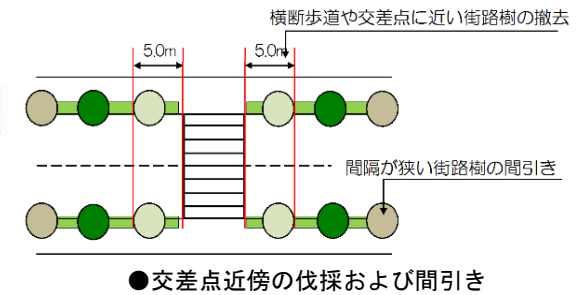 横断歩道や交差点に近い街路樹の撤去
5.0m
5.0m
間隔が狭い街路樹の間引き
●交差点近傍の伐採および間引き